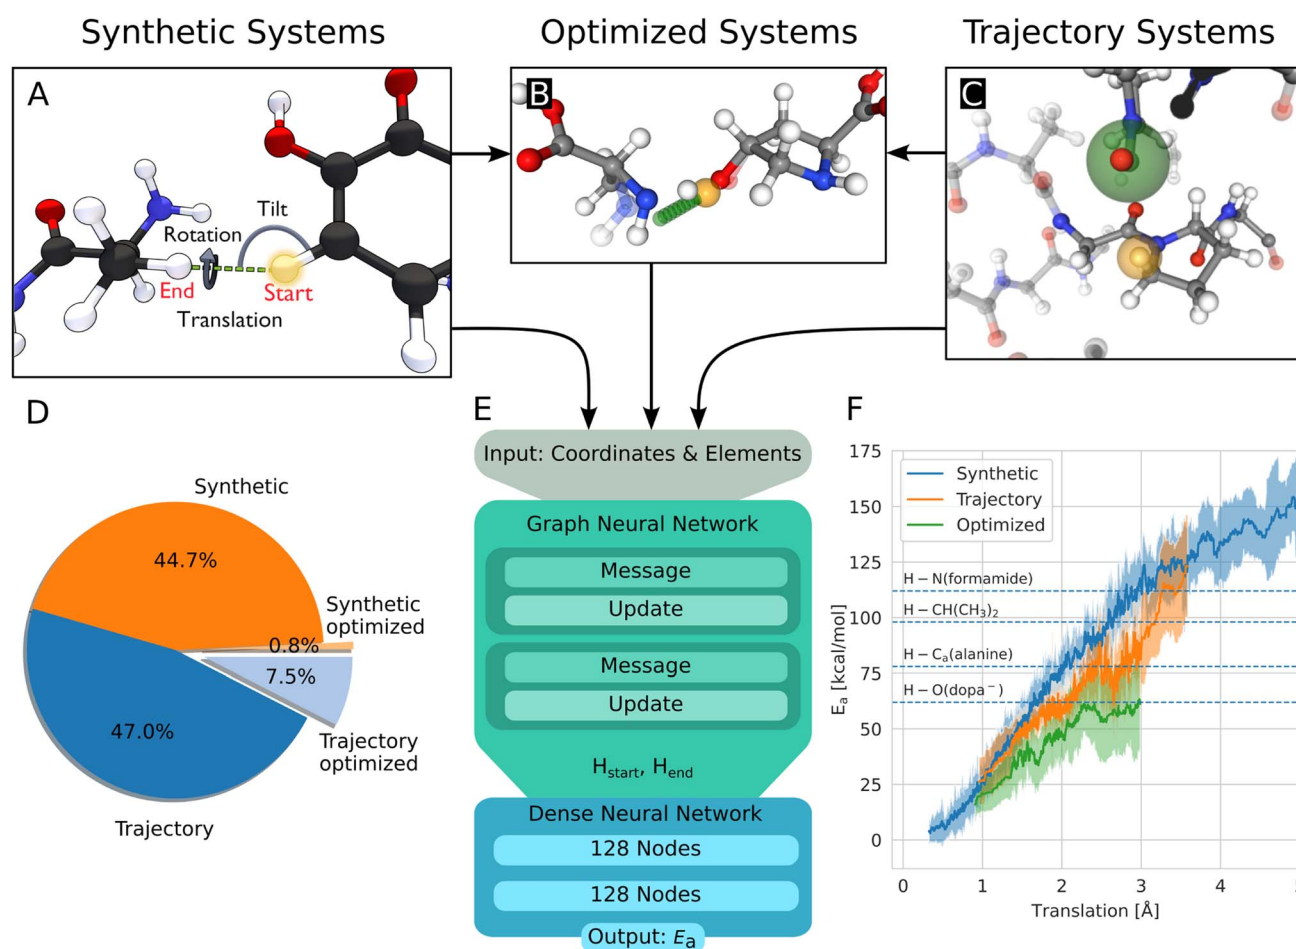 Synthetic Systems
Optimized Systems
Trajectory Systems
A
Tilt
Rotation
End
Start
Translation
B
C
D
Synthetic
44.7%
Synthetic
optimized
0.8%
7.5%
47.0%
Trajectory
optimized
Trajectory
E
Input: Coordinates & Elements
Graph Neural Network
Message
Update
Message
Update
H_start, H_end
Dense Neural Network
128 Nodes
128 Nodes
Output: E_a
F
175
150
125
100
75
50
25
0
E_a [kcal/mol]
Synthetic
Trajectory
Optimized
H − N(formamide)
H − CH(CH₃)₂
H − C_a(alanine)
H − O(dopa⁻)
0
1
2
3
4
Translation [Å]